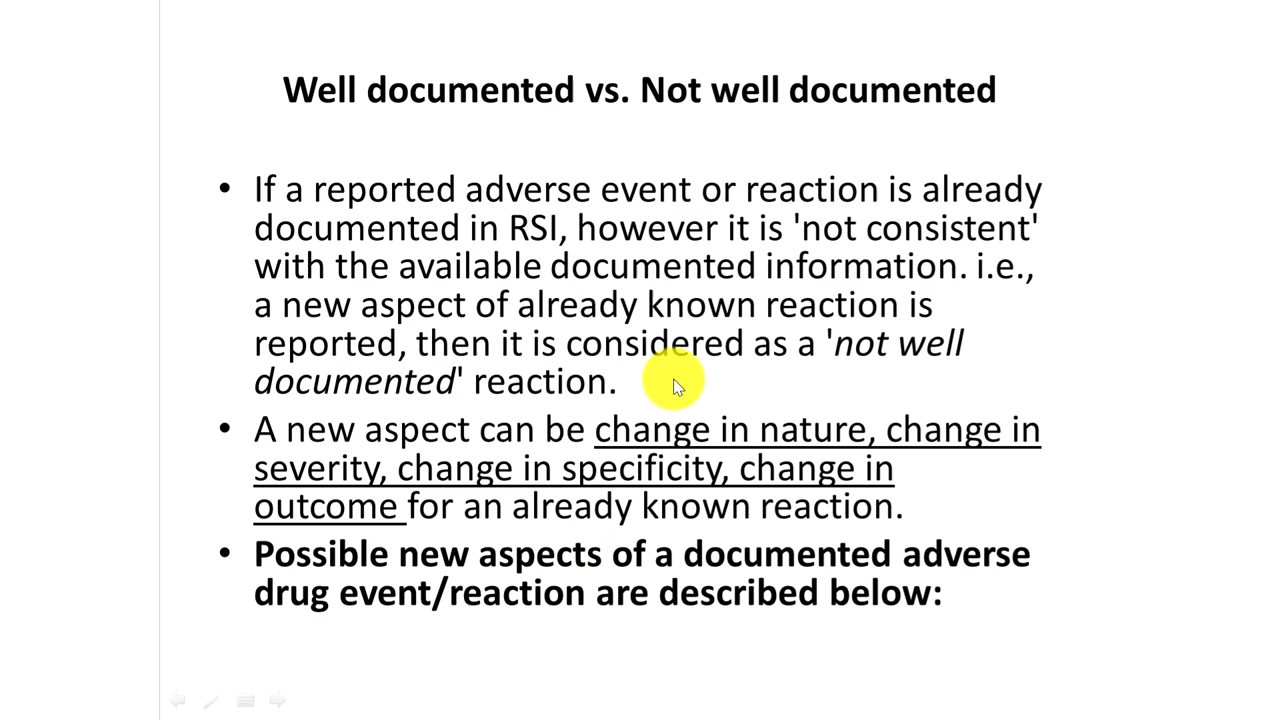 Well documented vs. Not well documented
• If a reported adverse event or reaction is already
documented in RSI, however it is 'not consistent'
with the available documented information. i.e.,
a new aspect of already known reaction is
reported, then it is considered as a 'not well
documented' reaction.
• A new aspect can be change in nature, change in
severity, change in specificity, change in
outcome for an already known reaction.
• Possible new aspects of a documented adverse
drug event/reaction are described below: